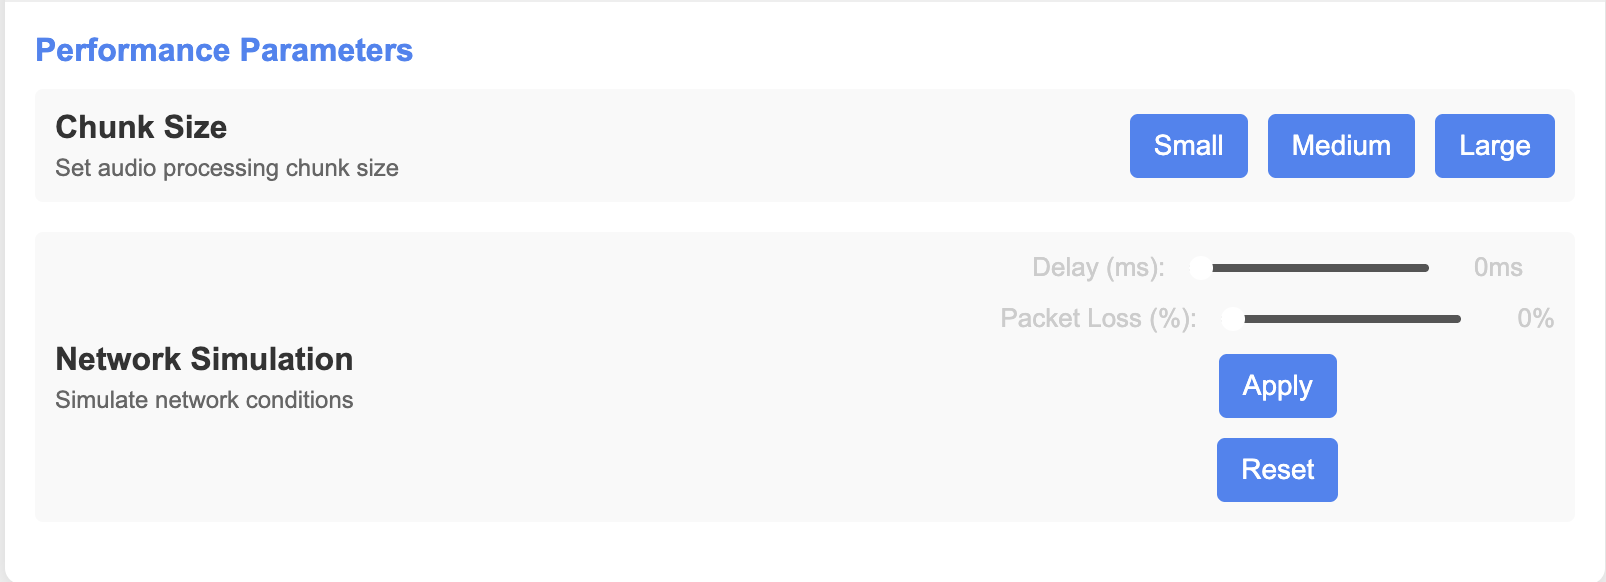 Performance Parameters
Chunk Size
Set audio processing chunk size
Small Medium Large
Network Simulation
Simulate network conditions
Delay (ms): 0ms
Packet Loss (%): 0%
Apply
Reset